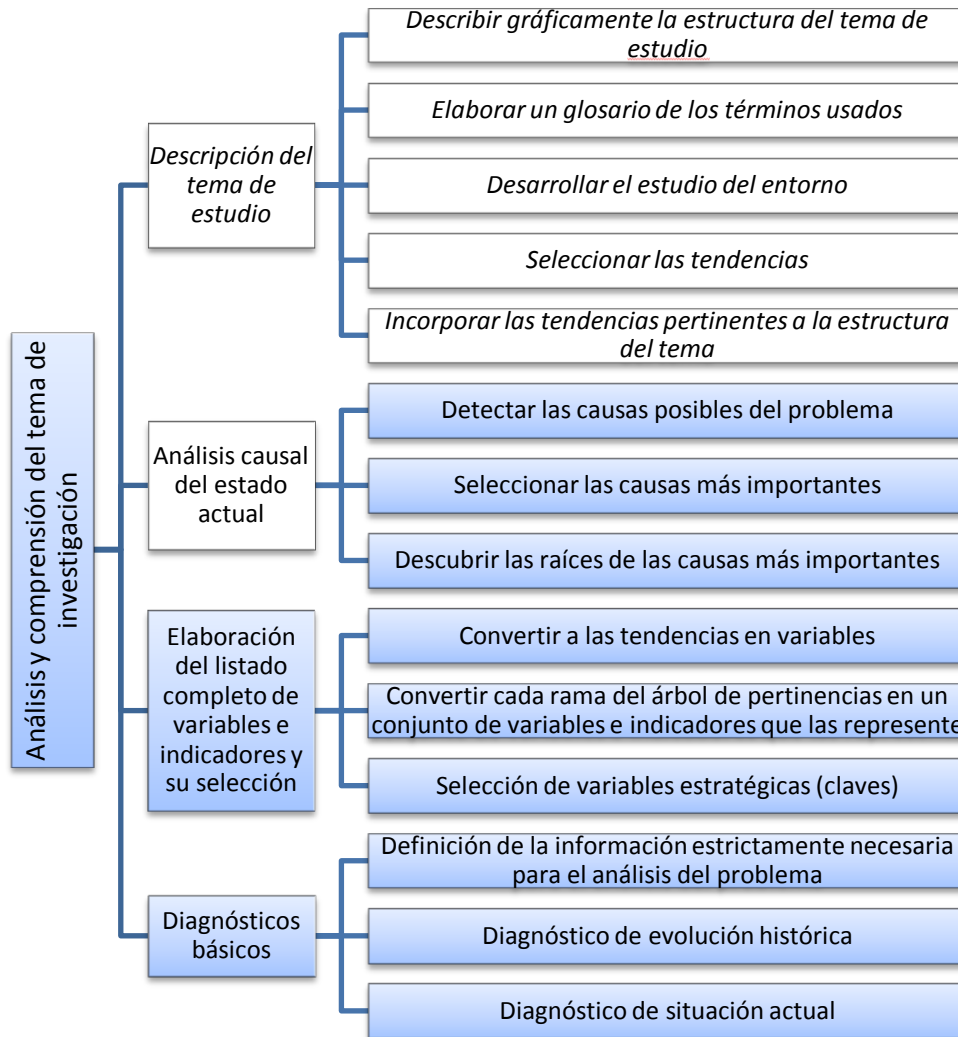 Análisis y comprensión del tema de
investigación
Descripción del
tema de
estudio
Describir gráficamente la estructura del tema de
estudio
Elaborar un glosario de los términos usados
Desarrollar el estudio del entorno
Seleccionar las tendencias
Incorporar las tendencias pertinentes a la estructura
del tema
Análisis causal
del estado
actual
Detectar las causas posibles del problema
Seleccionar las causas más importantes
Descubrir las raíces de las causas más importantes
Elaboración
del listado
completo de
variables e
indicadores y
su selección
Convertir a las tendencias en variables
Convertir cada rama del árbol de pertinencias en un
conjunto de variables e indicadores que las represente
Selección de variables estratégicas (claves)
Diagnósticos
básicos
Definición de la información estrictamente necesaria
para el análisis del problema
Diagnóstico de evolución histórica
Diagnóstico de situación actual